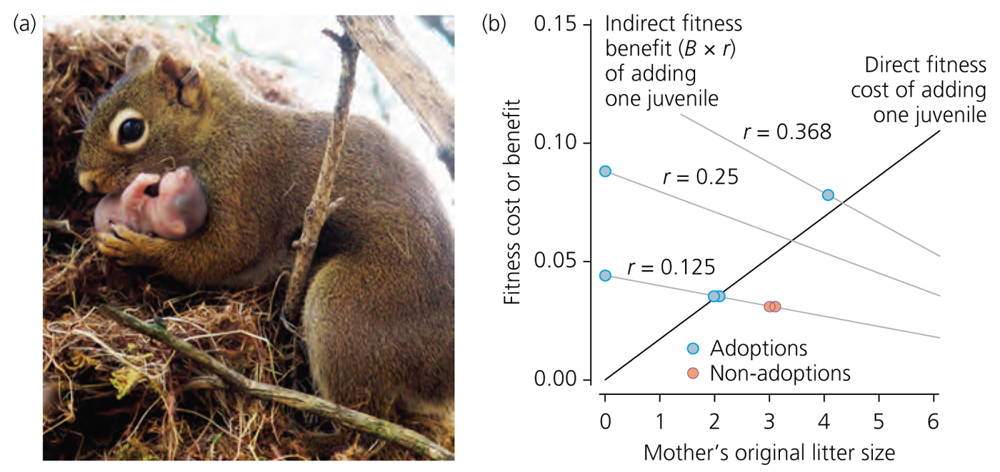 (a)
(b)
Fitness cost or benefit
0.15
0.10
0.05
0.00
Indirect fitness
benefit (B × r)
of adding
one juvenile
Direct fitness
cost of adding
one juvenile
r = 0.368
r = 0.25
r = 0.125
Adoptions
Non-adoptions
0 1 2 3 4 5 6
Mother’s original litter size